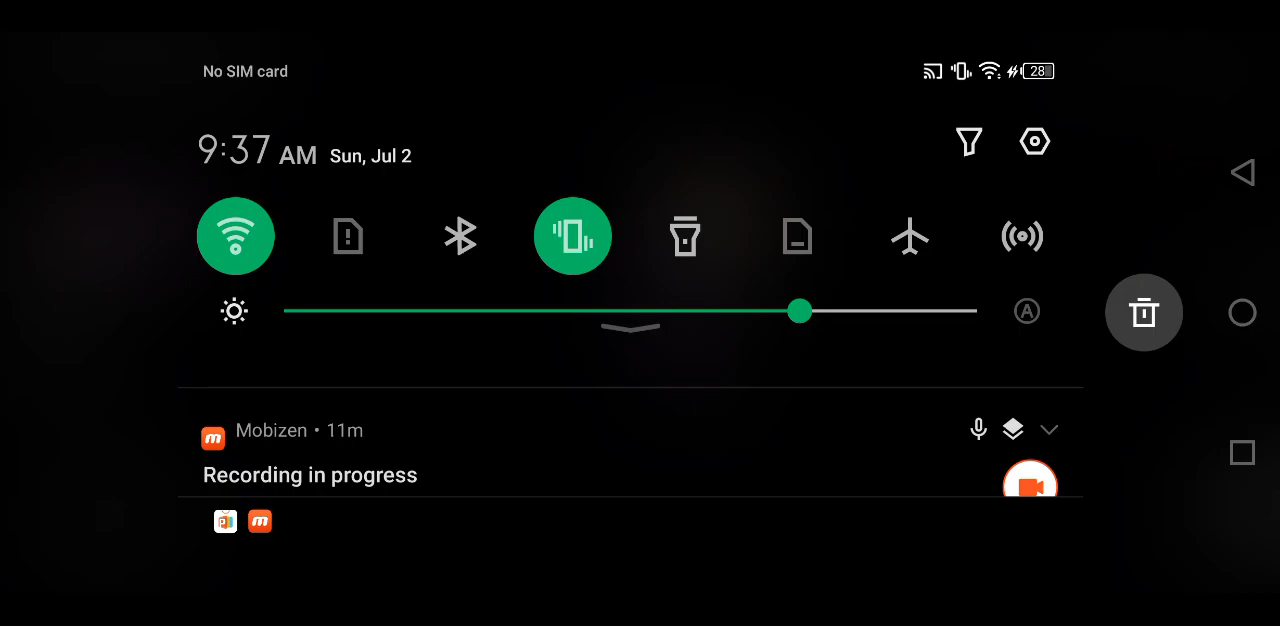 No SIM card
28
9:37 AM Sun, Jul 2
A
Mobizen • 11m
Recording in progress